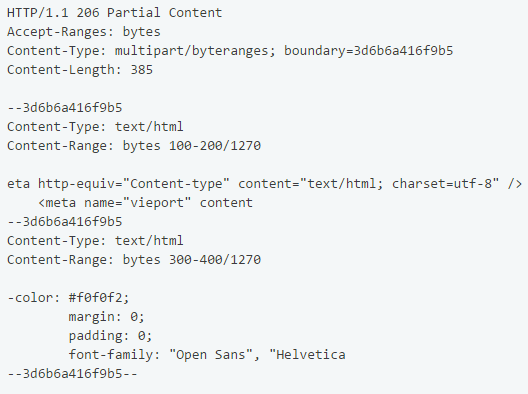 HTTP/1.1 206 Partial Content
Accept-Ranges: bytes
Content-Type: multipart/byteranges; boundary=3d6b6a416f9b5
Content-Length: 385

--3d6b6a416f9b5
Content-Type: text/html
Content-Range: bytes 100-200/1270

eta http-equiv="Content-type" content="text/html; charset=utf-8" />
    <meta name="vieport" content
--3d6b6a416f9b5
Content-Type: text/html
Content-Range: bytes 300-400/1270

-color: #f0f0f2;
        margin: 0;
        padding: 0;
        font-family: "Open Sans", "Helvetica
--3d6b6a416f9b5--